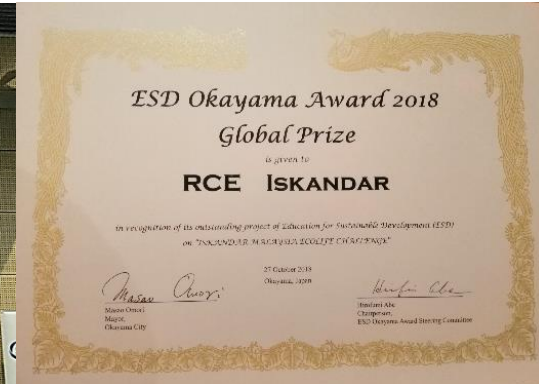 ESD Okayama Award 2018
Global Prize
is given to
RCE ISKANDAR
in recognition of its outstanding project of Education for Sustainable Development (ESD)
on "ISKANDAR MALAYSIA ECOLIFE CHALLENGE"
27 October 2018
Okayama, Japan
Masao Omori
Masao Omori
Mayor,
Okayama City
Hirofumi Abe
Chairperson,
ESD Okayama Award Steering Committee